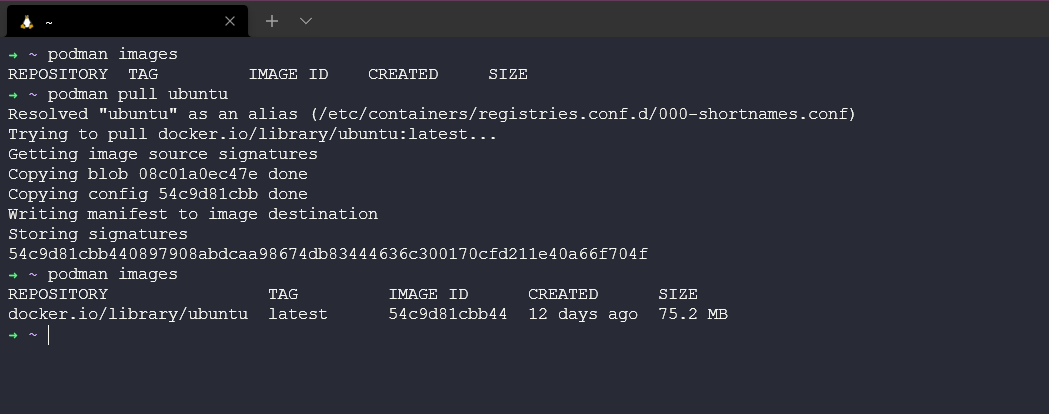 ~
→ ~ podman images
REPOSITORY  TAG         IMAGE ID    CREATED     SIZE
→ ~ podman pull ubuntu
Resolved "ubuntu" as an alias (/etc/containers/registries.conf.d/000-shortnames.conf)
Trying to pull docker.io/library/ubuntu:latest...
Getting image source signatures
Copying blob 08c01a0ec47e done
Copying config 54c9d81cbb done
Writing manifest to image destination
Storing signatures
54c9d81cbb440897908abdcaa98674db83444636c300170cfd211e40a66f704f
→ ~ podman images
REPOSITORY                TAG         IMAGE ID      CREATED      SIZE
docker.io/library/ubuntu  latest      54c9d81cbb44  12 days ago  75.2 MB
→ ~